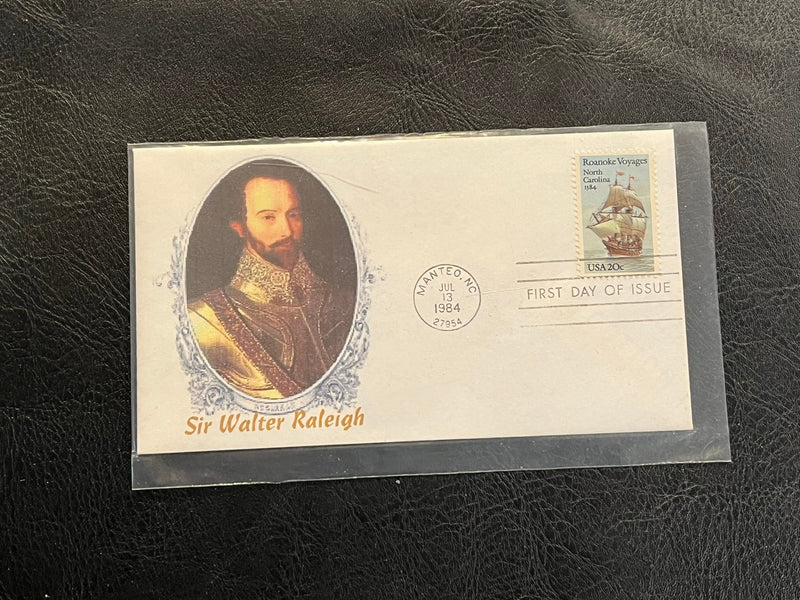 Roanoke Voyages
North
Carolina
1584
USA 20c
MANTEO, NC
JUL
13
1984
27954
FIRST DAY OF ISSUE
Sir Walter Raleigh